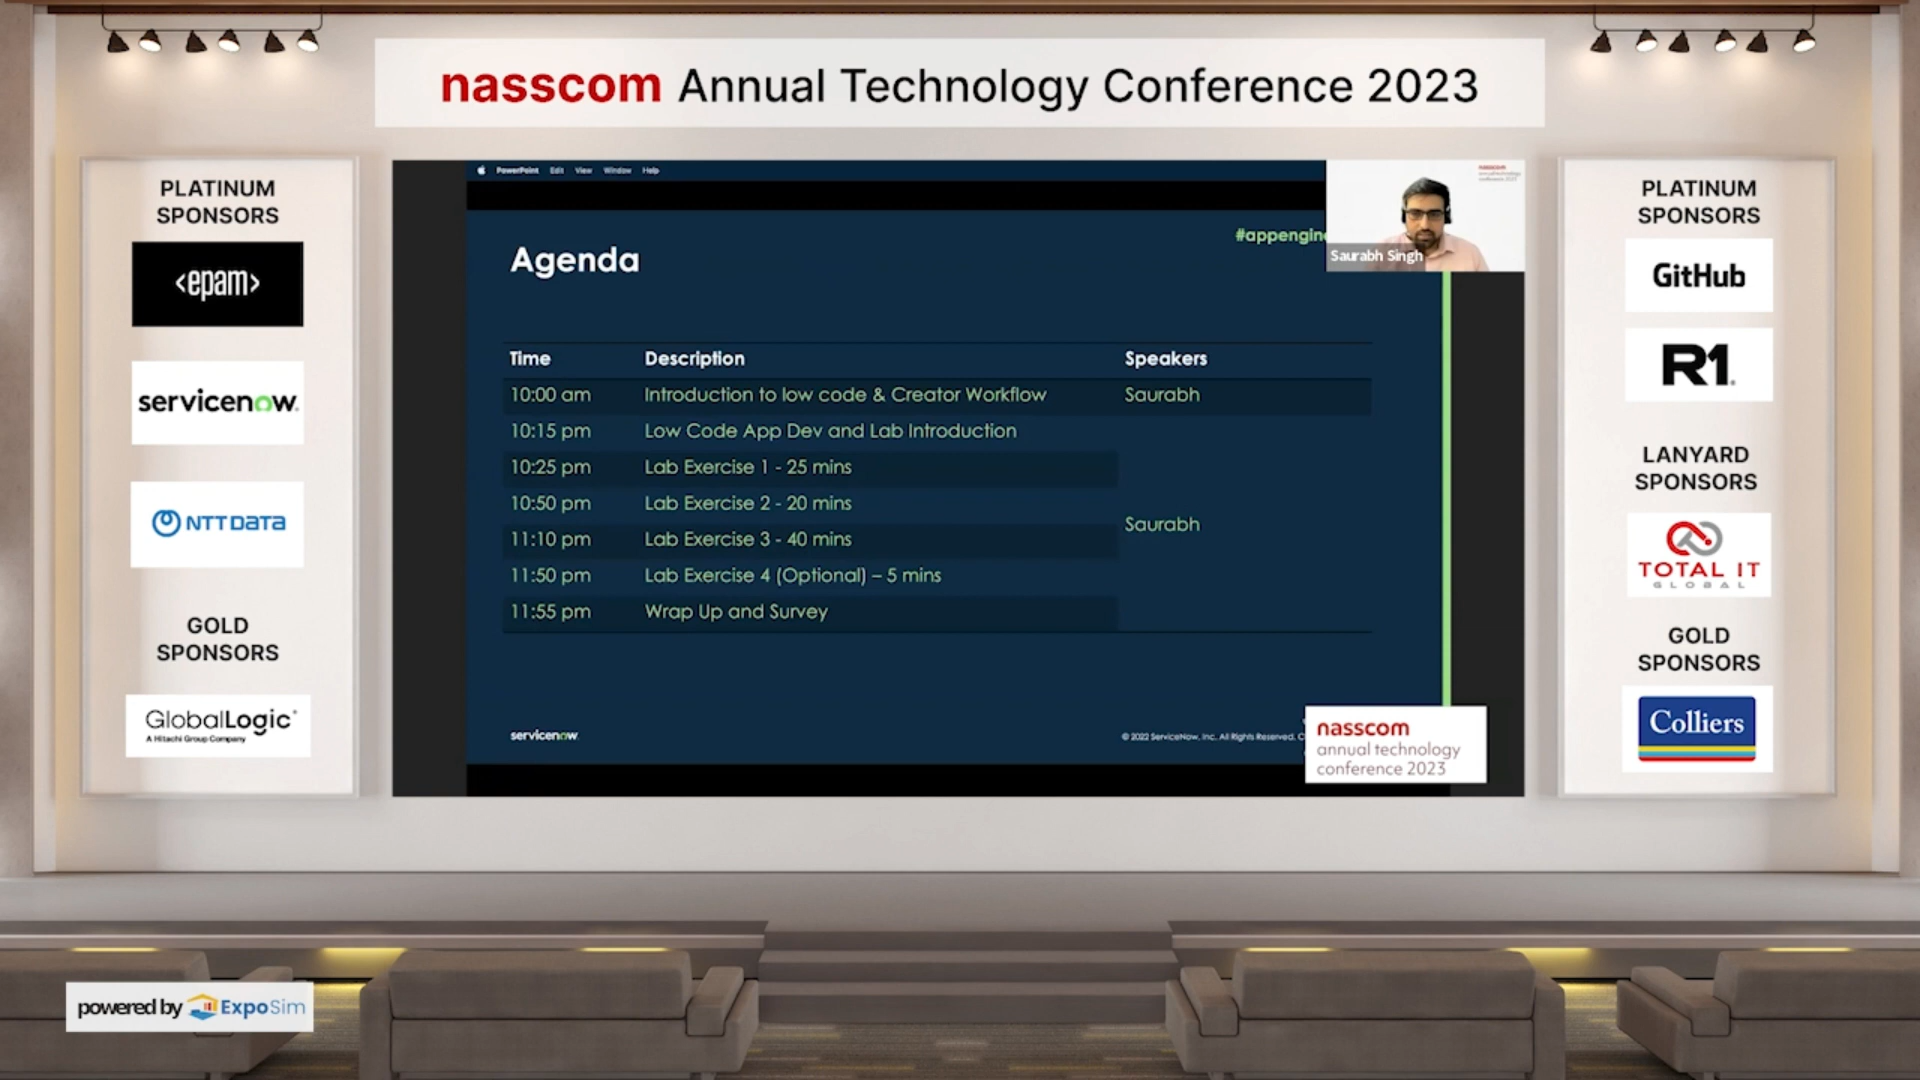 nasscom Annual Technology Conference 2023
PLATINUM
SPONSORS
<epam>
servicenow.
NTT DATA
GOLD
SPONSORS
GlobalLogic
A Hitachi Group Company
PowerPoint Edit View Window Help
#appengin
Agenda
Saurabh Singh
Time Description Speakers
10:00 am Introduction to low code & Creator Workflow Saurabh
10:15 pm Low Code App Dev and Lab Introduction
10:25 pm Lab Exercise 1 - 25 mins
10:50 pm Lab Exercise 2 - 20 mins
Saurabh
11:10 pm Lab Exercise 3 - 40 mins
11:50 pm Lab Exercise 4 (Optional) – 5 mins
11:55 pm Wrap Up and Survey
servicenow
© 2022 ServiceNow, Inc. All Rights Reserved. C
nasscom
annual technology
conference 2023
PLATINUM
SPONSORS
GitHub
R1.
LANYARD
SPONSORS
TOTAL IT
GLOBAL
GOLD
SPONSORS
Colliers
powered by ExpoSim